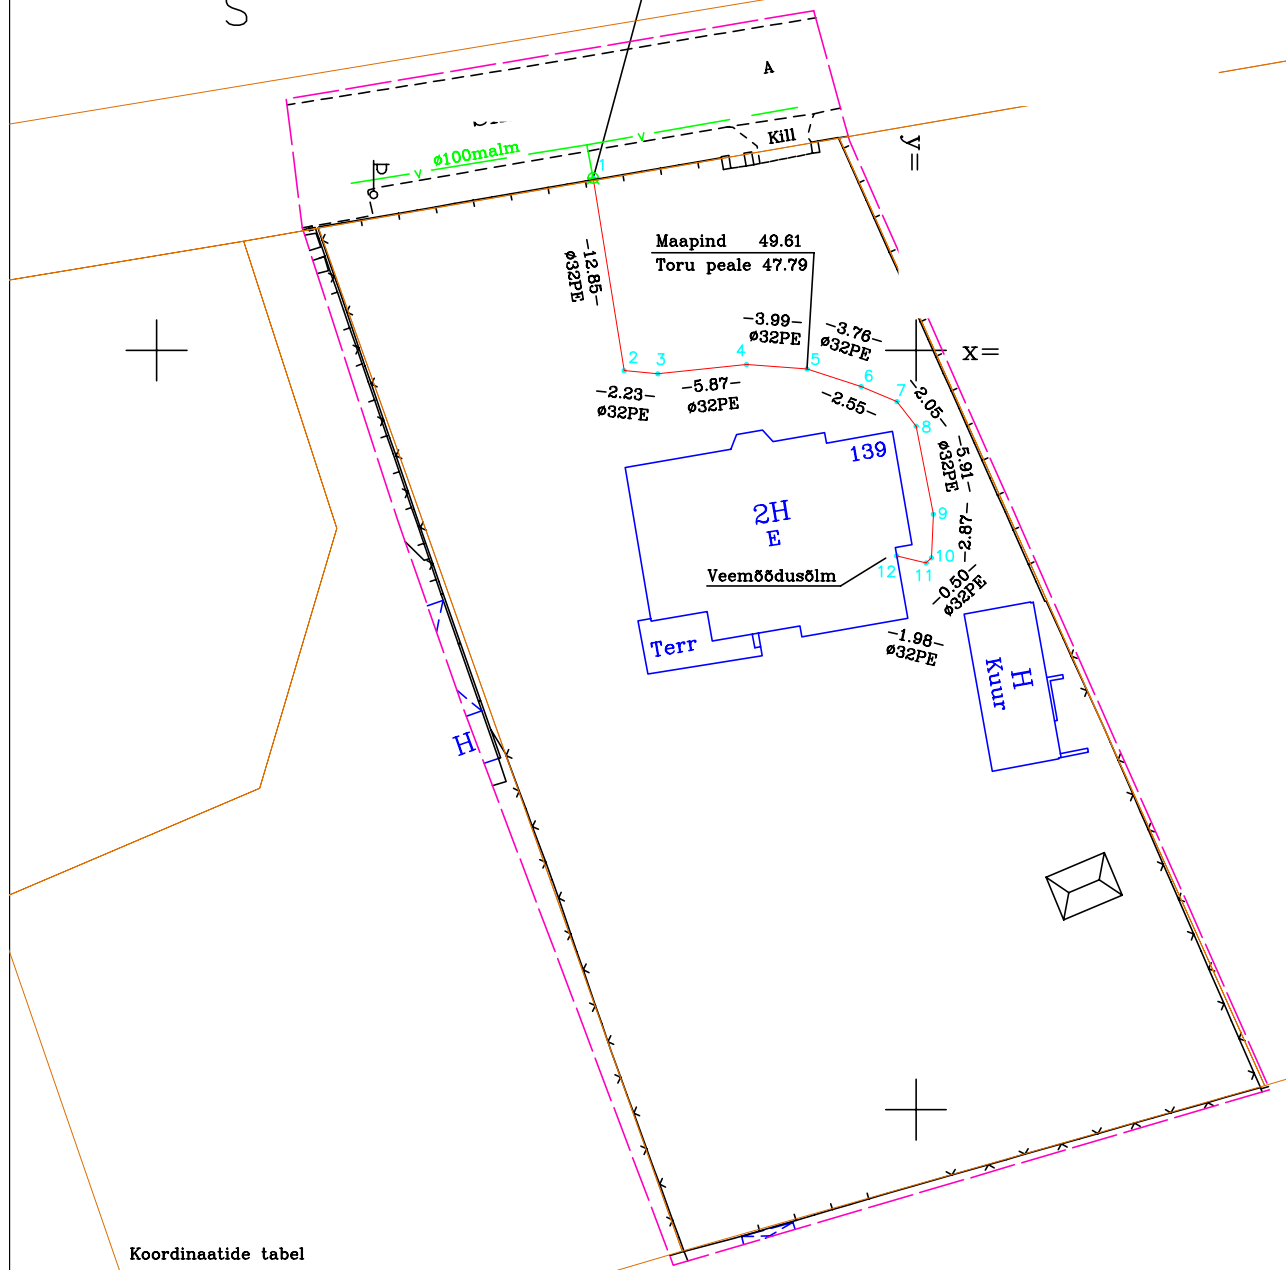 S
A
Kill
ø100malm
v
v
1
Maapind 49.61
Toru peale 47.79
-12.85-
ø32PE
y=
x=
-3.99-
ø32PE
-3.76-
ø32PE
2
3
4
5
6
7
8
-2.23-
ø32PE
-5.87-
ø32PE
-2.55-
-2.05-
ø32PE
-5.91-
139
2H
E
9
-2.87-
10
11
12
Veemõõdusõlm
-0.50-
ø32PE
-1.98-
ø32PE
Terr
H
Kuur
H
Koordinaatide tabel